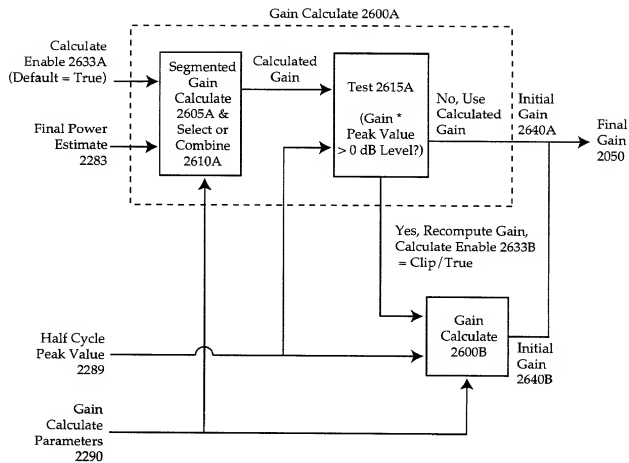 Gain Calculate 2600A
Calculate
Enable 2633A
(Default = True)
Final Power
Estimate
2283
Segmented
Gain
Calculate
2605A &
Select or
Combine
2610A
Calculated
Gain
Test 2615A
(Gain *
Peak Value
> 0 dB Level?)
No, Use
Calculated
Gain
Initial
Gain
2640A
Final
Gain
2050
Yes, Recompute Gain,
Calculate Enable 2633B
= Clip/True
Half Cycle
Peak Value
2289
Gain
Calculate
2600B
Initial
Gain
2640B
Gain
Calculate
Parameters
2290